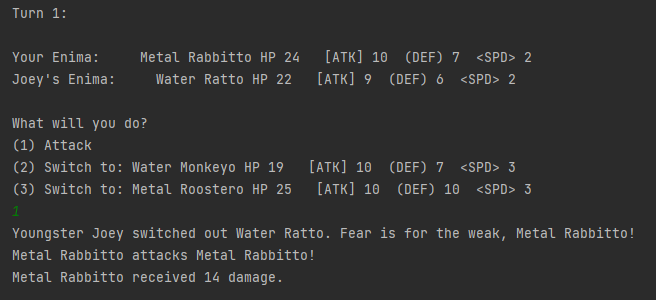 Turn 1:
Your Enima:     Metal Rabbitto HP 24   [ATK] 10  (DEF) 7  <SPD> 2
Joey's Enima:     Water Ratto HP 22   [ATK] 9  (DEF) 6  <SPD> 2
What will you do?
(1) Attack
(2) Switch to: Water Monkeyo HP 19   [ATK] 10  (DEF) 7  <SPD> 3
(3) Switch to: Metal Roostero HP 25   [ATK] 10  (DEF) 10  <SPD> 3
1
Youngster Joey switched out Water Ratto. Fear is for the weak, Metal Rabbitto!
Metal Rabbitto attacks Metal Rabbitto!
Metal Rabbitto received 14 damage.